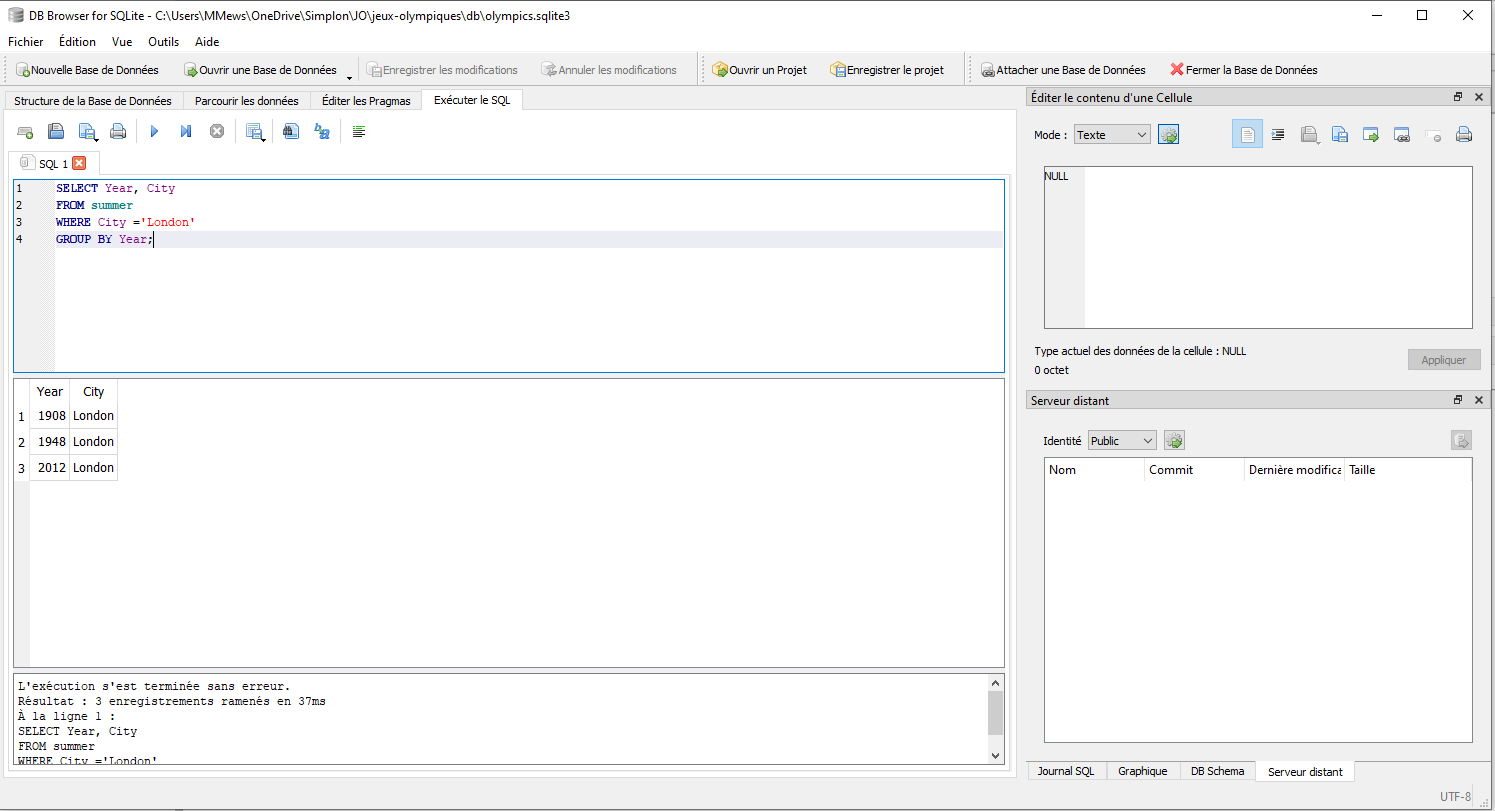 DB Browser for SQLite - C:\Users\MMews\OneDrive\Simplon\JO\jeux-olympiques\db\olympics.sqlite3
Fichier Édition Vue Outils Aide
Nouvelle Base de Données Ouvrir une Base de Données Enregistrer les modifications Annuler les modifications Ouvrir un Projet Enregistrer le projet Attacher une Base de Données Fermer la Base de Données
Structure de la Base de Données Parcourir les données Éditer les Pragmas Exécuter le SQL
SQL 1
1 SELECT Year, City
2 FROM summer
3 WHERE City ='London'
4 GROUP BY Year;
Year City
1 1908 London
2 1948 London
3 2012 London
L'exécution s'est terminée sans erreur.
Résultat : 3 enregistrements ramenés en 37ms
À la ligne 1 :
SELECT Year, City
FROM summer
WHERE City ='London'
Éditer le contenu d'une Cellule
Mode : Texte
NULL
Type actuel des données de la cellule : NULL
0 octet
Appliquer
Serveur distant
Identité Public
Nom Commit Dernière modifica Taille
Journal SQL Graphique DB Schema Serveur distant
UTF-8